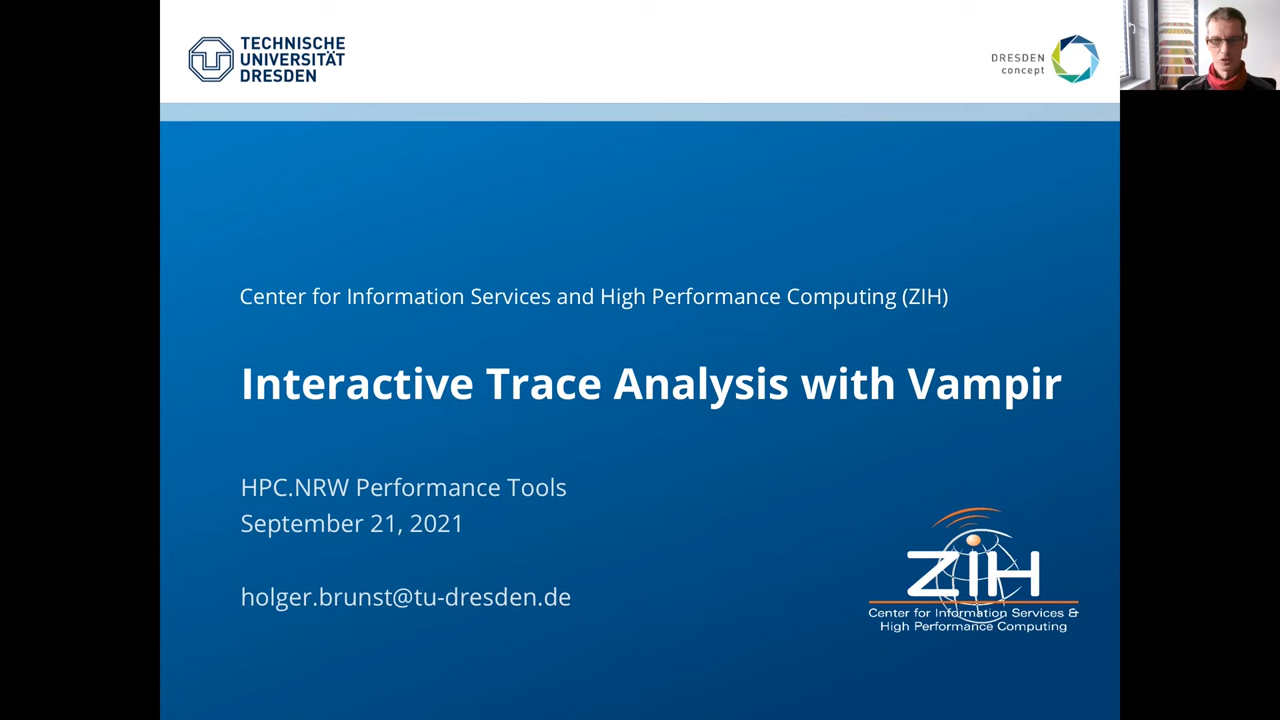 TECHNISCHE
UNIVERSITÄT
DRESDEN
DRESDEN
concept
Center for Information Services and High Performance Computing (ZIH)
Interactive Trace Analysis with Vampir
HPC.NRW Performance Tools
September 21, 2021
holger.brunst@tu-dresden.de
ZIH
Center for Information Services &
High Performance Computing